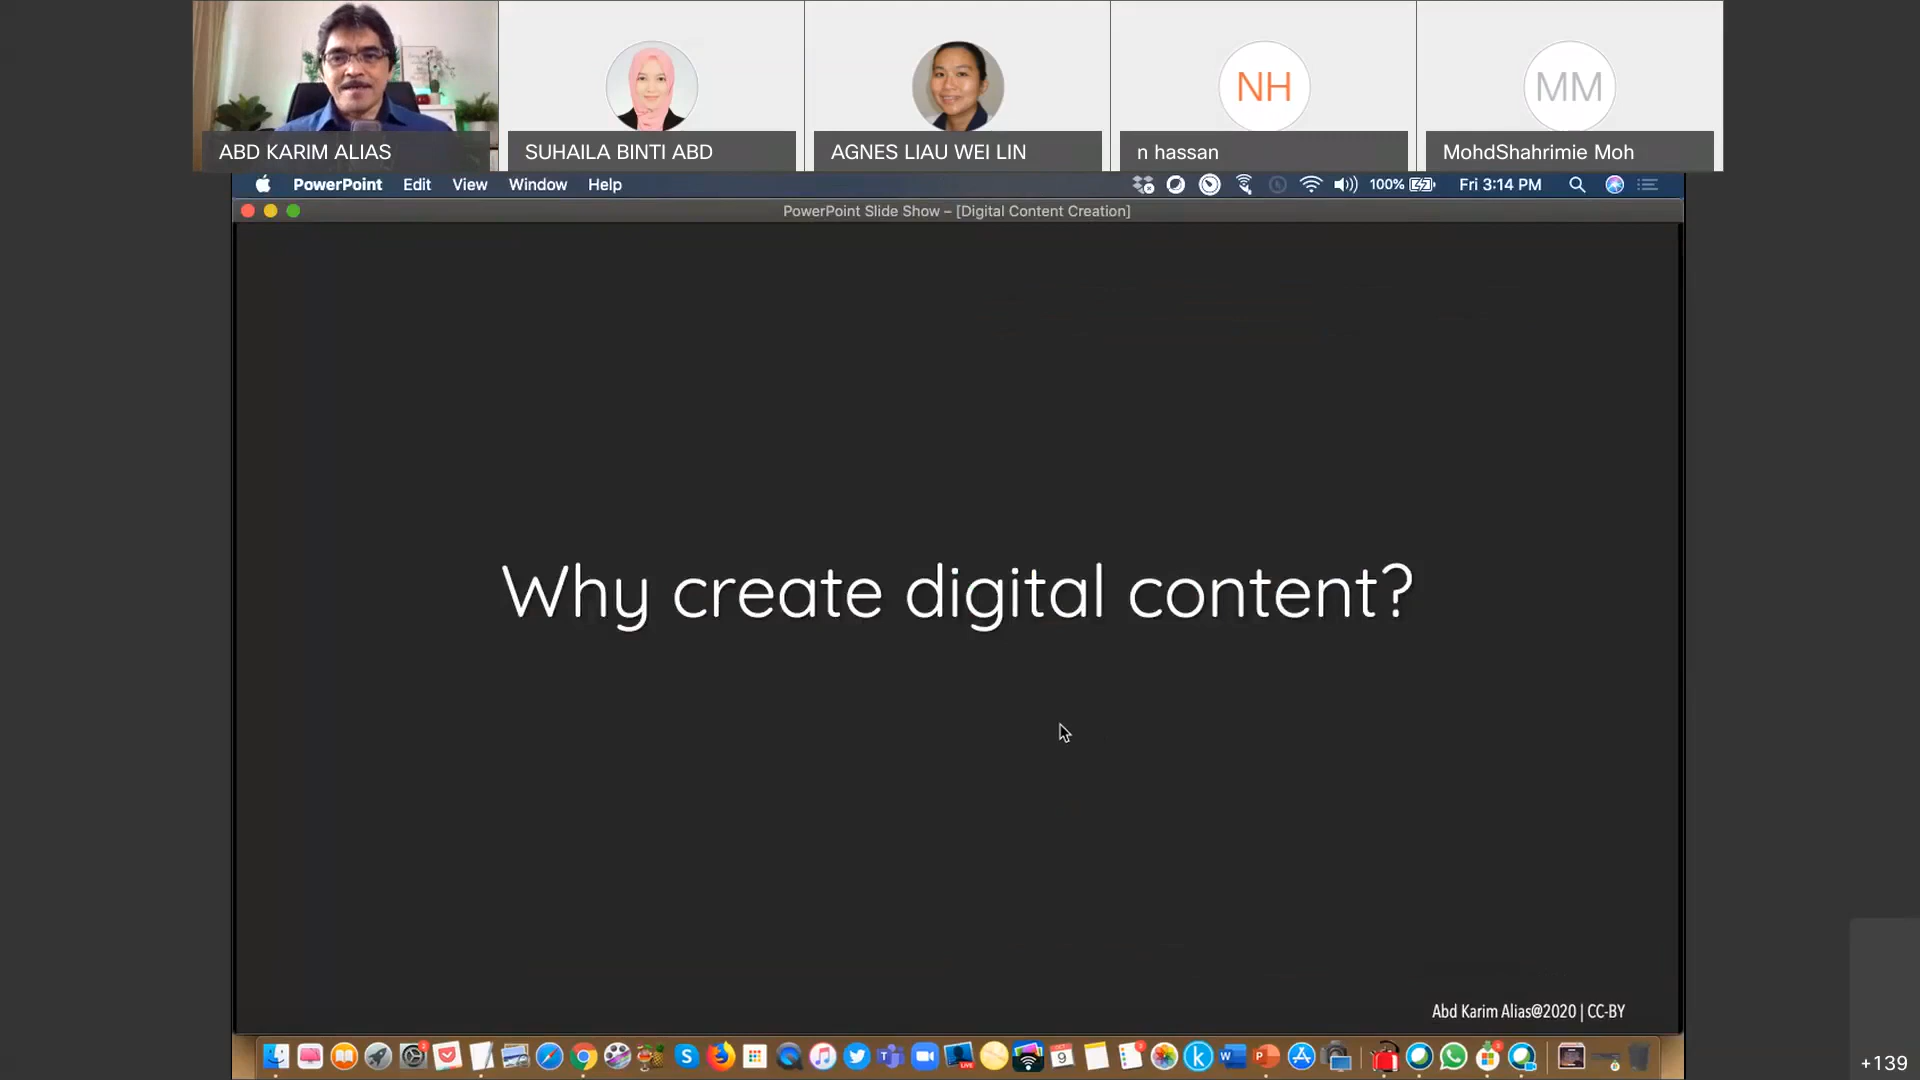 ABD KARIM ALIAS
SUHAILA BINTI ABD
AGNES LIAU WEI LIN
NH
n hassan
MM
MohdShahrimie Moh
PowerPoint Edit View Window Help
100% Fri 3:14 PM
PowerPoint Slide Show – [Digital Content Creation]
Why create digital content?
Abd Karim Alias@2020 | CC-BY
9
+139